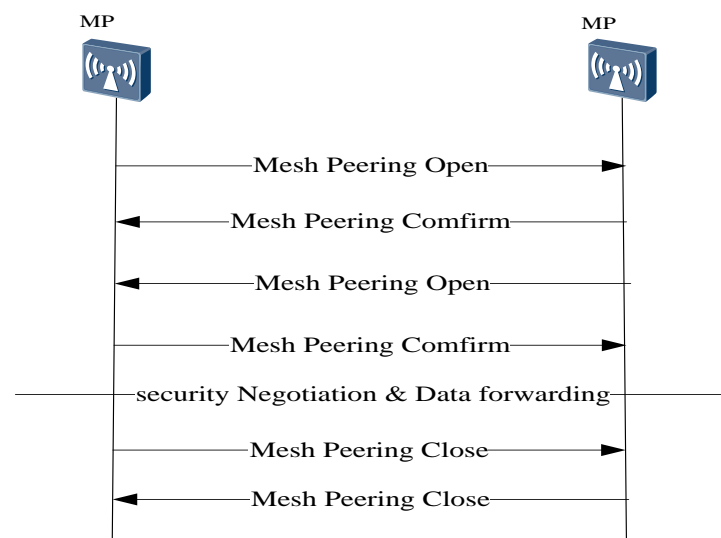 MP
MP
Mesh Peering Open
Mesh Peering Comfirm
Mesh Peering Open
Mesh Peering Comfirm
security Negotiation & Data forwarding
Mesh Peering Close
Mesh Peering Close